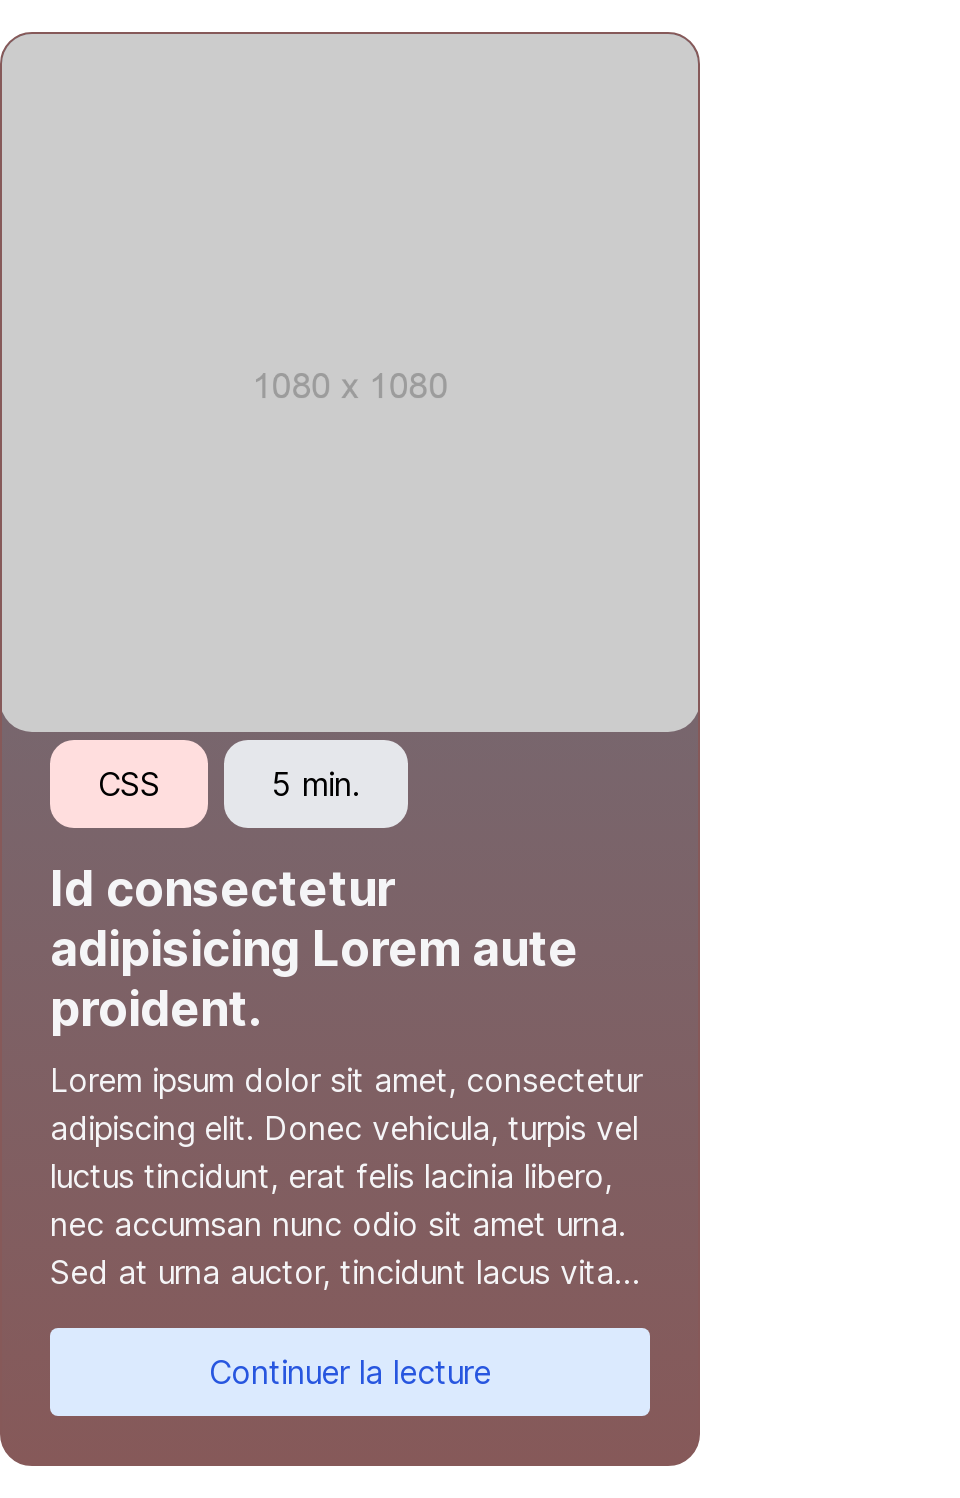 1080 x 1080
CSS
5 min.
Id consectetur
adipisicing Lorem aute
proident.
Lorem ipsum dolor sit amet, consectetur
adipiscing elit. Donec vehicula, turpis vel
luctus tincidunt, erat felis lacinia libero,
nec accumsan nunc odio sit amet urna.
Sed at urna auctor, tincidunt lacus vita...
Continuer la lecture